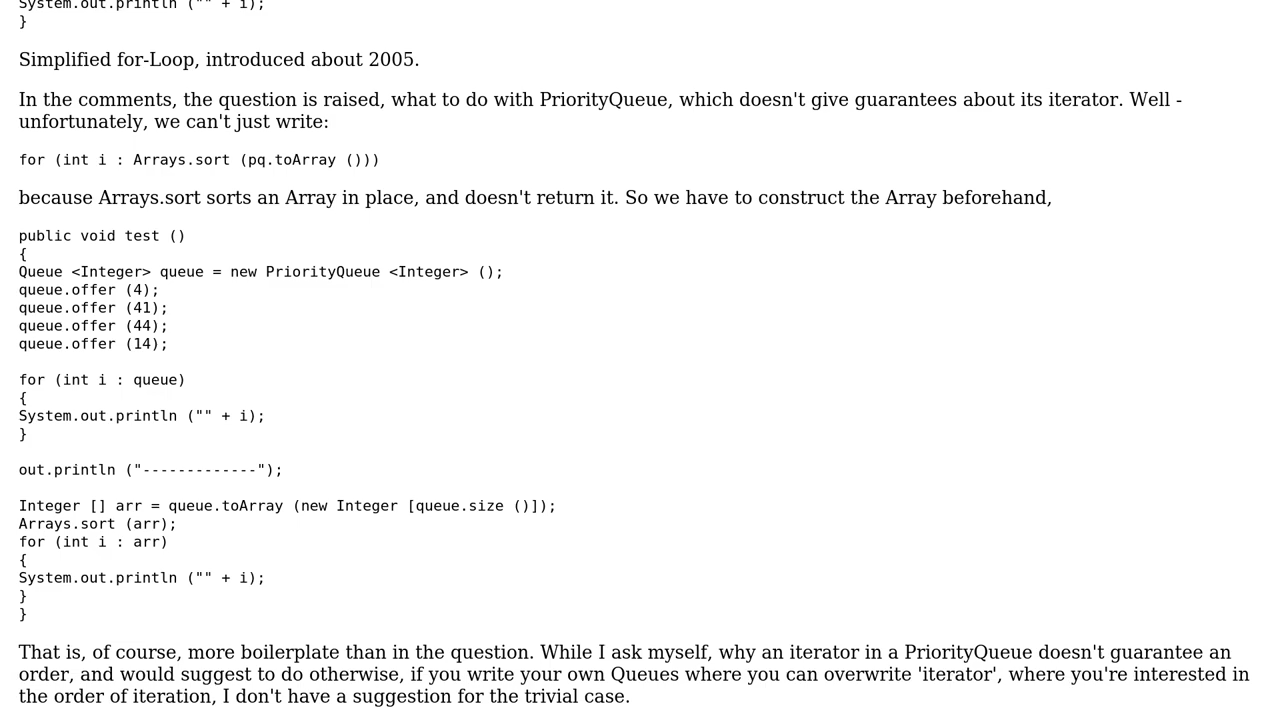 System.out.println ("" + i);
}
Simplified for-Loop, introduced about 2005.
In the comments, the question is raised, what to do with PriorityQueue, which doesn't give guarantees about its iterator. Well -
unfortunately, we can't just write:
for (int i : Arrays.sort (pq.toArray ()))
because Arrays.sort sorts an Array in place, and doesn't return it. So we have to construct the Array beforehand,
public void test ()
{
Queue <Integer> queue = new PriorityQueue <Integer> ();
queue.offer (4);
queue.offer (41);
queue.offer (44);
queue.offer (14);
for (int i : queue)
{
System.out.println ("" + i);
}
out.println ("-------------");
Integer [] arr = queue.toArray (new Integer [queue.size ()]);
Arrays.sort (arr);
for (int i : arr)
{
System.out.println ("" + i);
}
}
That is, of course, more boilerplate than in the question. While I ask myself, why an iterator in a PriorityQueue doesn't guarantee an
order, and would suggest to do otherwise, if you write your own Queues where you can overwrite 'iterator', where you're interested in
the order of iteration, I don't have a suggestion for the trivial case.